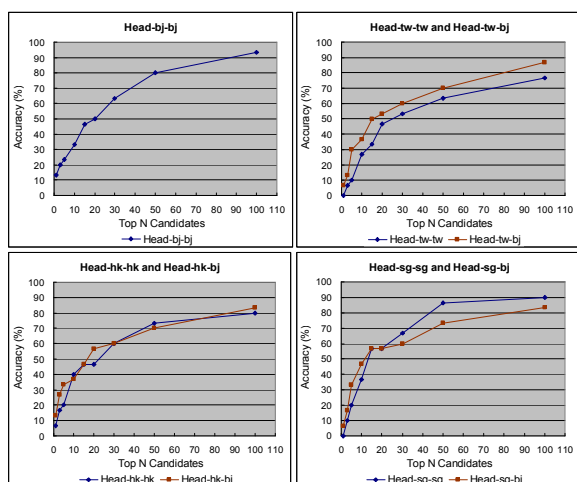 Head-bj-bj
Accuracy (%)
100
90
80
70
60
50
40
30
20
10
0
0 10 20 30 40 50 60 70 80 90 100 110
Top N Candidates
Head-bj-bj
Head-tw-tw and Head-tw-bj
Accuracy (%)
100
90
80
70
60
50
40
30
20
10
0
0 10 20 30 40 50 60 70 80 90 100 110
Top N Candidates
Head-tw-tw Head-tw-bj
Head-hk-hk and Head-hk-bj
Accuracy (%)
100
90
80
70
60
50
40
30
20
10
0
0 10 20 30 40 50 60 70 80 90 100 110
Top N Candidates
Head-hk-hk Head-hk-bj
Head-sg-sg and Head-sg-bj
Accuracy (%)
100
90
80
70
60
50
40
30
20
10
0
0 10 20 30 40 50 60 70 80 90 100 110
Top N Candidates
Head-sg-sg Head-sg-bj